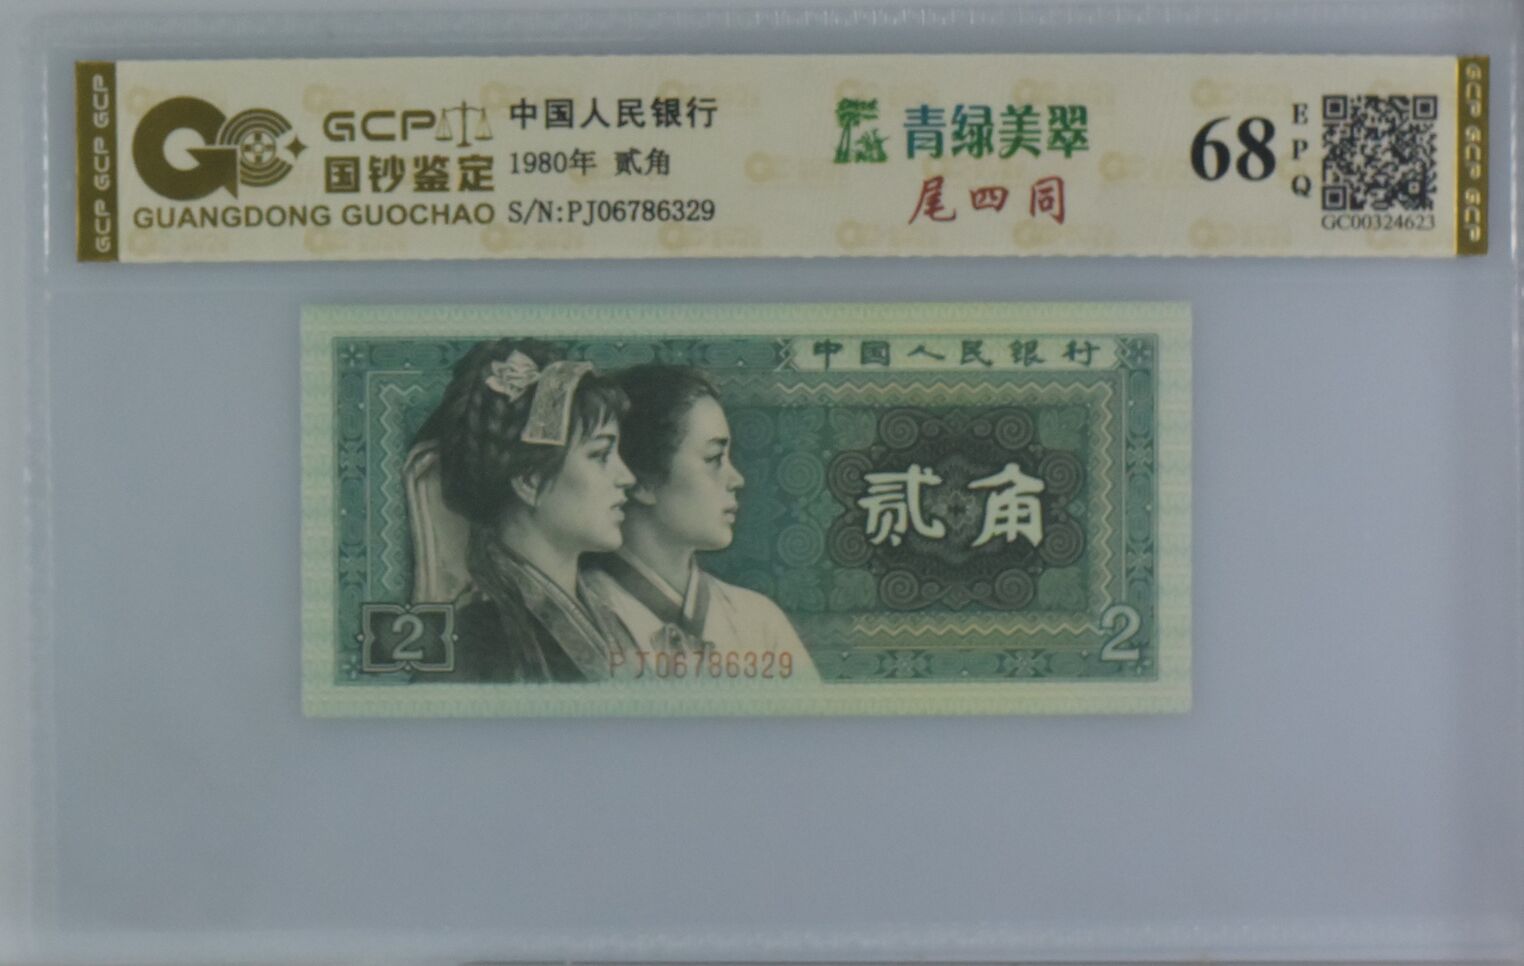 GCP GCP GCP
GCP
国钞鉴定
GUANGDONG GUOCHAO
中国人民银行
1980年 贰角
S/N:PJ06786329
青绿美翠
尾四同
68
EPQ
GC00324623
GCP GCP GCP
中国人民银行
贰角
2
2
PJ06786329